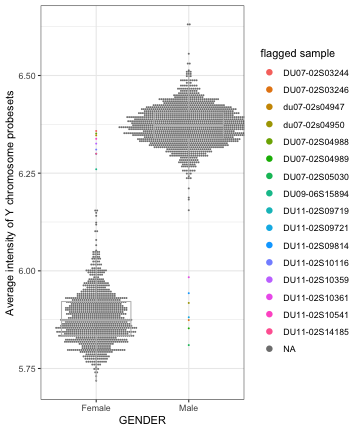 Average intensity of Y chromosome probesets
6.50
6.25
6.00
5.75
Female
Male
GENDER
flagged sample
DU07-02S03244
DU07-02S03246
du07-02s04947
du07-02s04950
DU07-02S04988
DU07-02S04989
DU07-02S05030
DU09-06S15894
DU11-02S09719
DU11-02S09721
DU11-02S09814
DU11-02S10116
DU11-02S10359
DU11-02S10361
DU11-02S10541
DU11-02S14185
NA